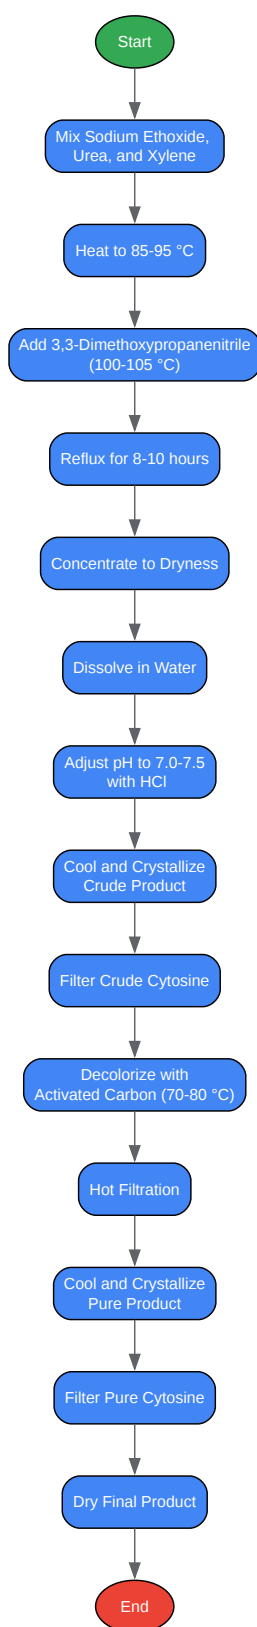 Start
Mix Sodium Ethoxide,
Urea, and Xylene
Heat to 85-95 °C
Add 3,3-Dimethoxypropanenitrile
(100-105 °C)
Reflux for 8-10 hours
Concentrate to Dryness
Dissolve in Water
Adjust pH to 7.0-7.5
with HCl
Cool and Crystallize
Crude Product
Filter Crude Cytosine
Decolorize with
Activated Carbon (70-80 °C)
Hot Filtration
Cool and Crystallize
Pure Product
Filter Pure Cytosine
Dry Final Product
End